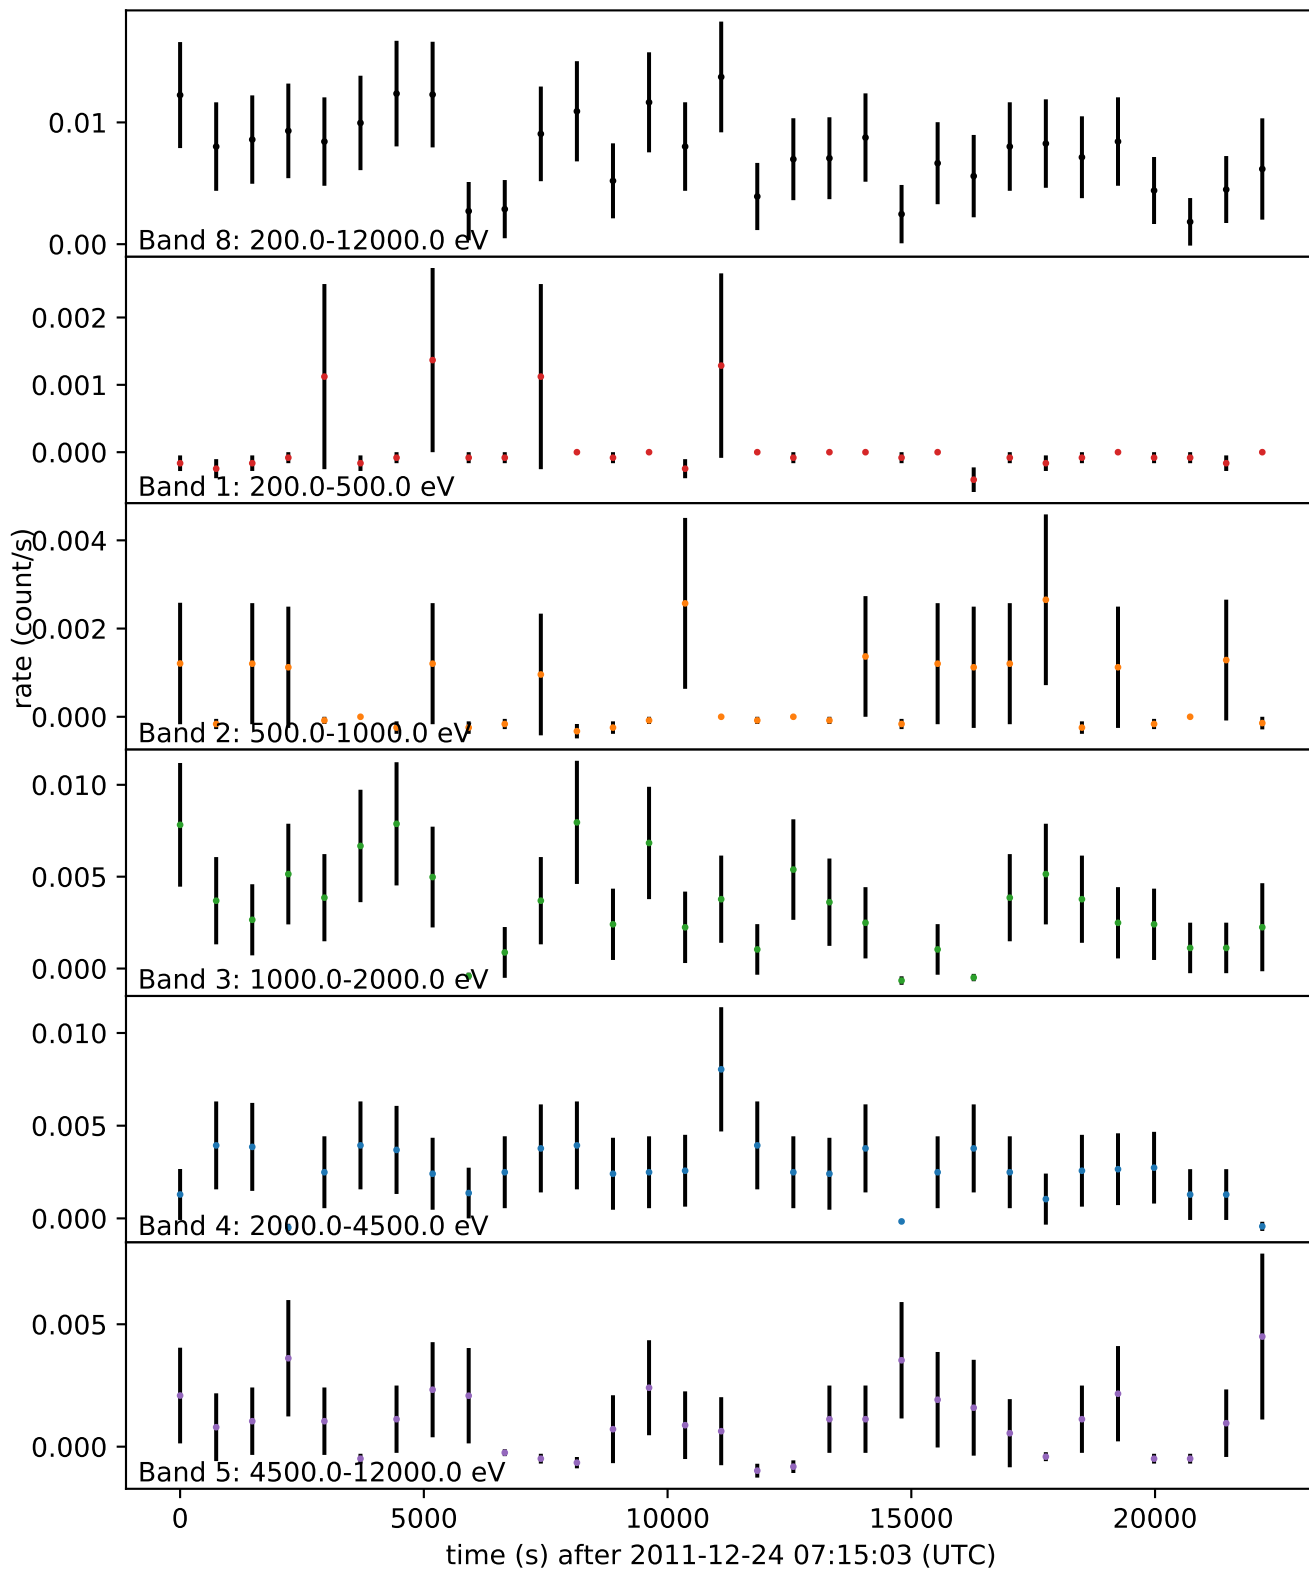 0.01
0.00
Band 8: 200.0-12000.0 eV
0.002
0.001
0.000
Band 1: 200.0-500.0 eV
rate (count/s)
0.004
0.002
0.000
Band 2: 500.0-1000.0 eV
0.010
0.005
0.000
Band 3: 1000.0-2000.0 eV
0.010
0.005
0.000
Band 4: 2000.0-4500.0 eV
0.005
0.000
Band 5: 4500.0-12000.0 eV
0 5000 10000 15000 20000
time (s) after 2011-12-24 07:15:03 (UTC)